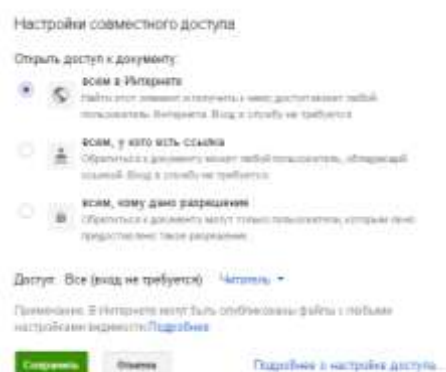 Настройки совместного доступа
Открыть доступ к документу:
всем в Интернете
Найти этот элемент и получить к нему доступ может любой
пользователь Интернета. Вход в службу не требуется
всем, у кого есть ссылка
Обратиться к документу может любой пользователь, обладающий
ссылкой. Вход в службу не требуется
всем, кому дано разрешение
Обратиться к документу могут только пользователи, которым явно
предоставлено такое разрешение
Доступ: Все (вход не требуется) Читатель
Примечание. В Интернете могут быть опубликованы файлы с любыми
настройками видимости Подробнее
Сохранить Отмена Подробнее о настройке доступа